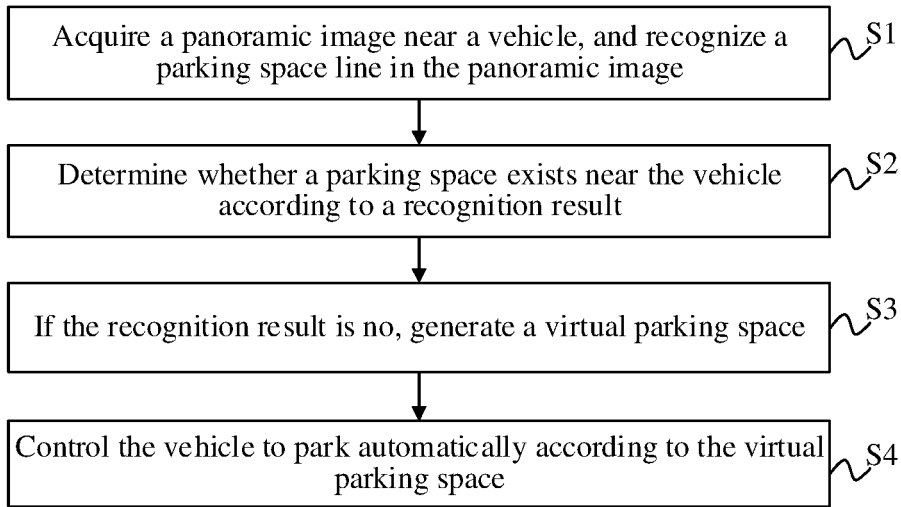 Acquire a panoramic image near a vehicle, and recognize a
parking space line in the panoramic image
S1
Determine whether a parking space exists near the vehicle
according to a recognition result
S2
If the recognition result is no, generate a virtual parking space
S3
Control the vehicle to park automatically according to the virtual
parking space
S4